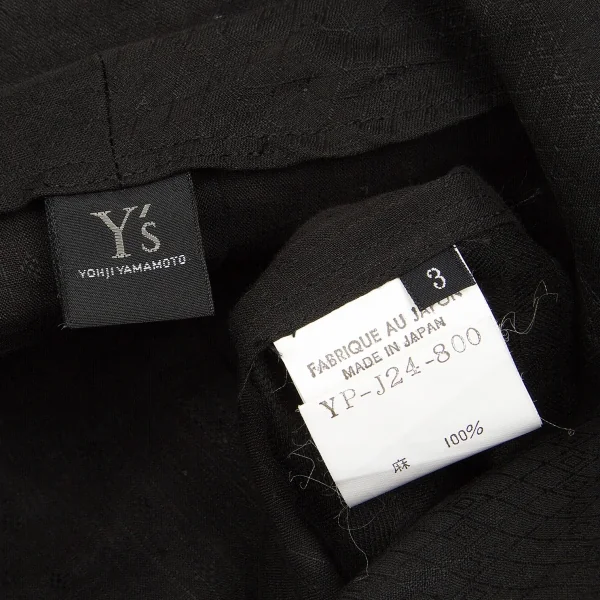 Y's
YOHJI YAMAMOTO
3
FABRIQUE AU JAPON
MADE IN JAPAN
YP-J24-800
麻 100%